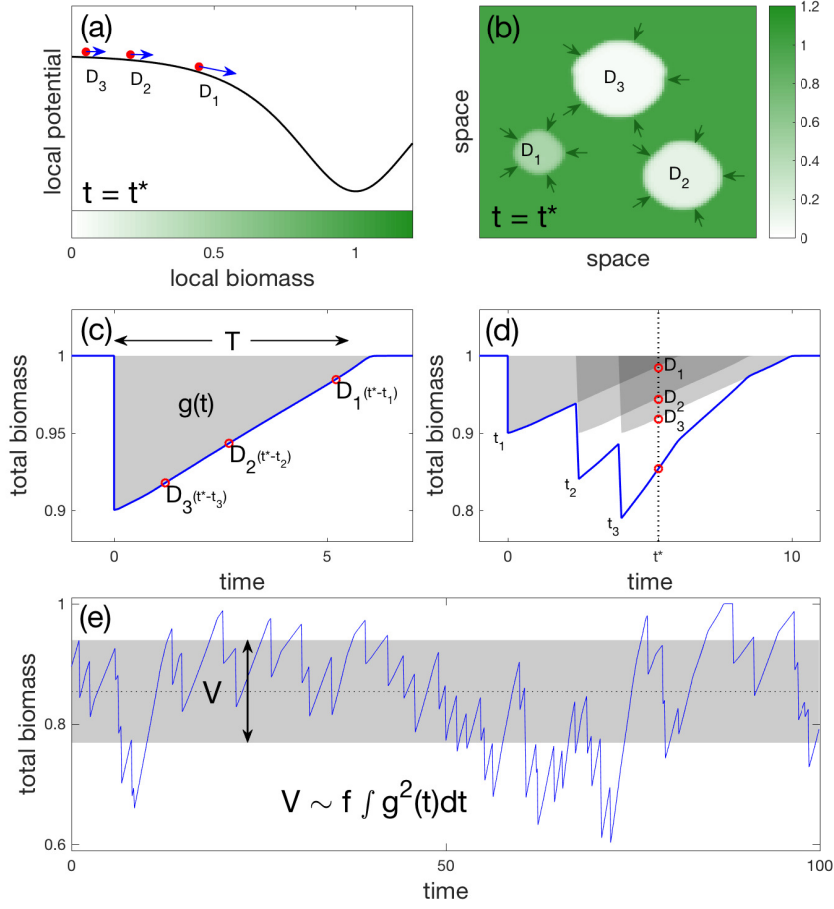 (a)
local potential
D3
D2
D1
t = t*
0
0.5
1
local biomass
(b)
space
D3
D1
D2
t = t*
space
1.2
1
0.8
0.6
0.4
0.2
0
(c)
total biomass
1
0.95
0.9
T
g(t)
D1(t*-t1)
D2(t*-t2)
D3(t*-t3)
0
5
time
(d)
total biomass
1
0.9
0.8
D1
D2
D3
t1
t2
t3
0
t*
10
time
(e)
total biomass
1
0.8
0.6
V
V ∼ f ∫ g²(t)dt
0
50
100
time